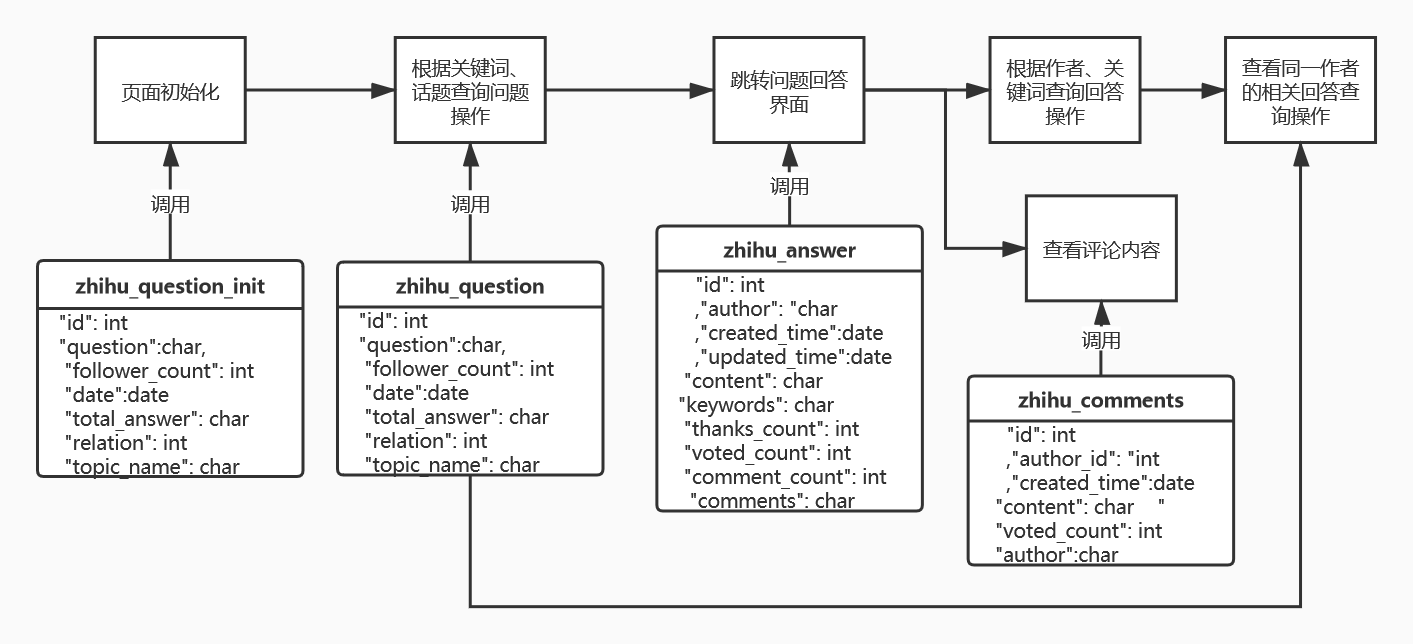 页面初始化
根据关键词、
话题查询问题
操作
跳转问题回答
界面
根据作者、关
键词查询回答
操作
查看同一作者
的相关回答查
询操作
调用
调用
调用
查看评论内容
调用
zhihu_question_init
"id": int
"question":char,
"follower_count": int
"date":date
"total_answer": char
"relation": int
"topic_name": char
zhihu_question
"id": int
"question":char,
"follower_count": int
"date":date
"total_answer": char
"relation": int
"topic_name": char
zhihu_answer
"id": int
,"author": "char
,"created_time":date
,"updated_time":date
"content": char
"keywords": char
"thanks_count": int
"voted_count": int
"comment_count": int
"comments": char
zhihu_comments
"id": int
,"author_id": "int
,"created_time":date
"content": char "
"voted_count": int
"author":char